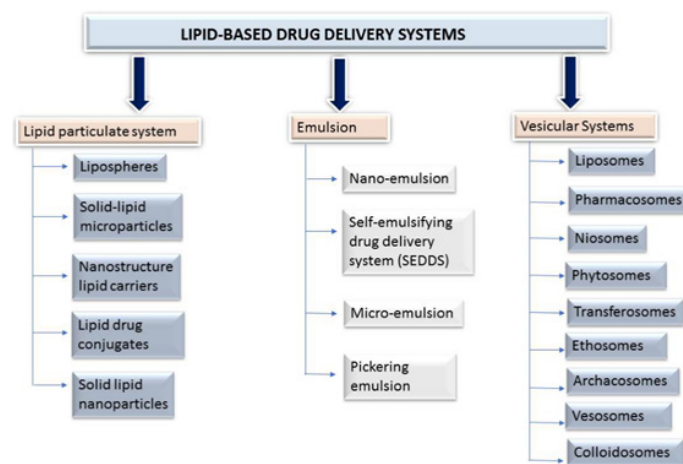 LIPID-BASED DRUG DELIVERY SYSTEMS
Lipid particulate system
Lipospheres
Solid-lipid
microparticles
Nanostructure
lipid carriers
Lipid drug
conjugates
Solid lipid
nanoparticles
Emulsion
Nano-emulsion
Self-emulsifying
drug delivery
system (SEDDS)
Micro-emulsion
Pickering
emulsion
Vesicular Systems
Liposomes
Pharmacosomes
Niosomes
Phytosomes
Transferosomes
Ethosomes
Archacosomes
Vesosomes
Colloidosomes